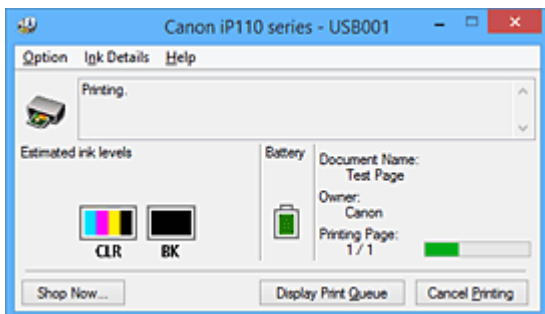 Canon iP110 series - USB001
Option Ink Details Help
Printing.
Estimated ink levels
CLR BK
Battery
Document Name:
Test Page
Owner:
Canon
Printing Page:
1 / 1
Shop Now... Display Print Queue Cancel Printing